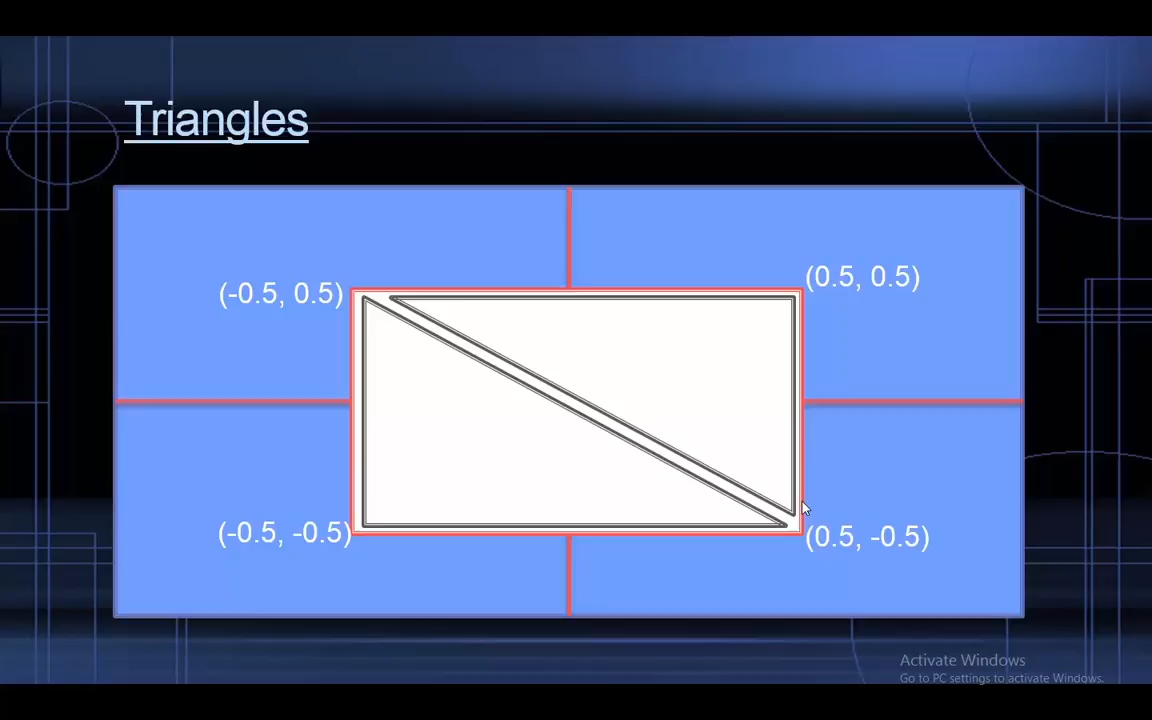 Triangles
(-0.5, 0.5)
(0.5, 0.5)
(-0.5, -0.5)
(0.5, -0.5)
Activate Windows
Go to PC settings to activate Windows.